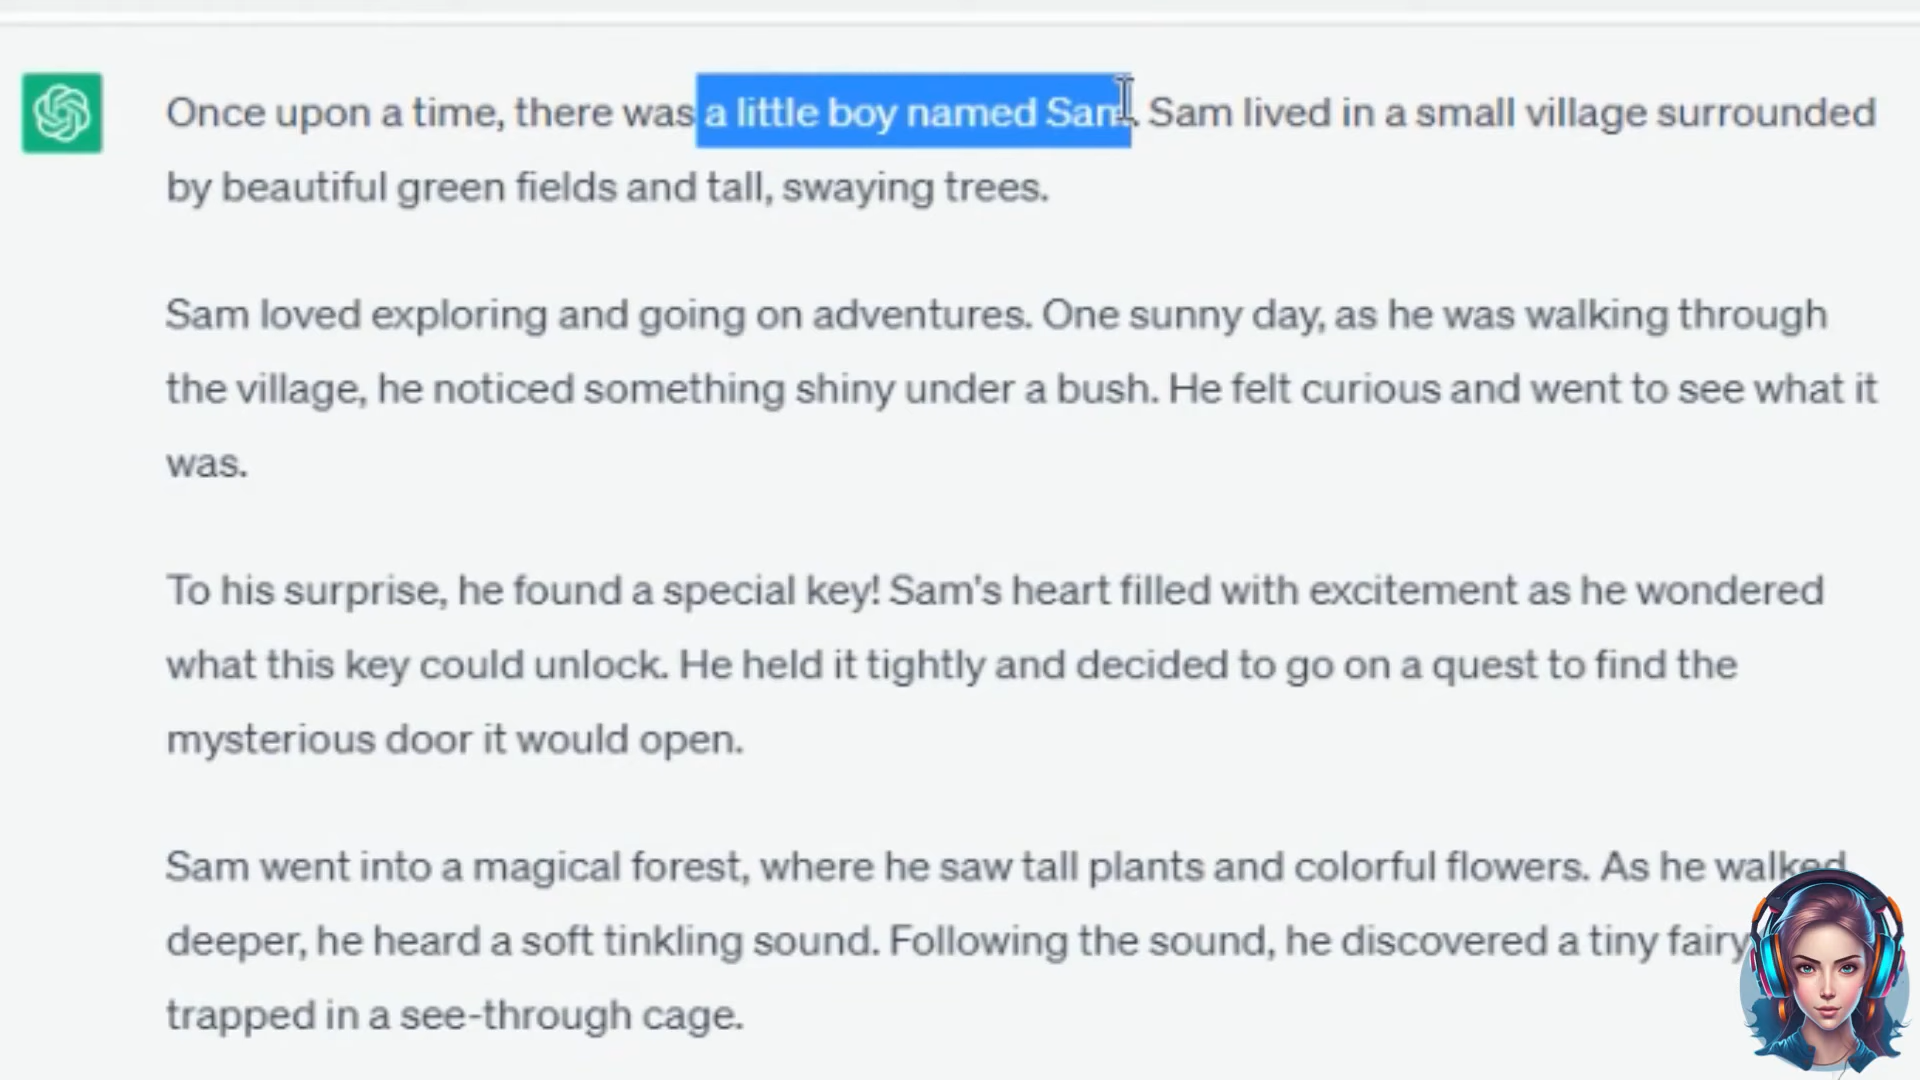 Once upon a time, there was a little boy named Sam. Sam lived in a small village surrounded
by beautiful green fields and tall, swaying trees.
Sam loved exploring and going on adventures. One sunny day, as he was walking through
the village, he noticed something shiny under a bush. He felt curious and went to see what it
was.
To his surprise, he found a special key! Sam's heart filled with excitement as he wondered
what this key could unlock. He held it tightly and decided to go on a quest to find the
mysterious door it would open.
Sam went into a magical forest, where he saw tall plants and colorful flowers. As he walked
deeper, he heard a soft tinkling sound. Following the sound, he discovered a tiny fairy
trapped in a see-through cage.